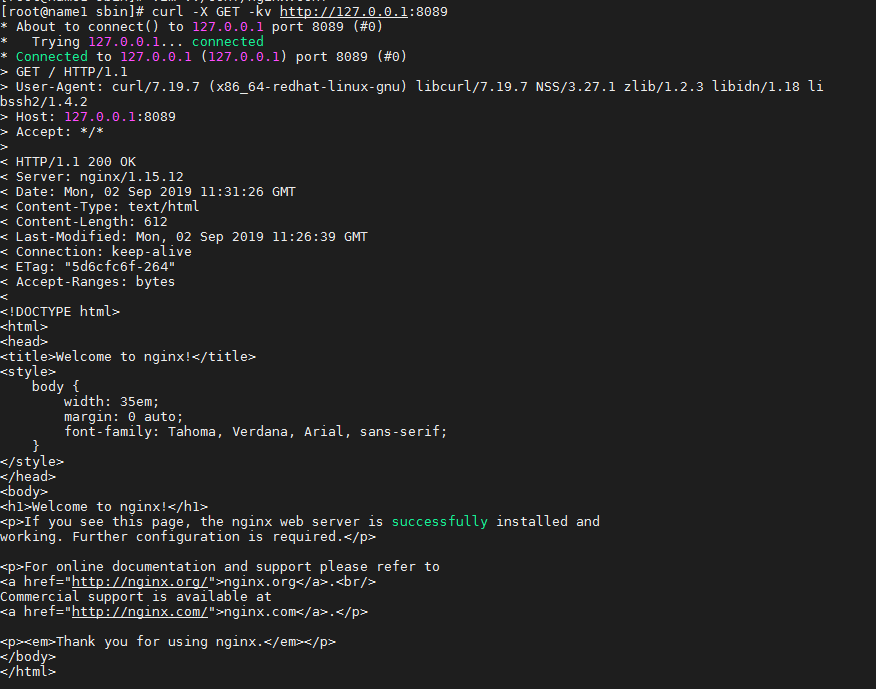 [root@name1 sbin]# curl -X GET -kv http://127.0.0.1:8089
* About to connect() to 127.0.0.1 port 8089 (#0)
*   Trying 127.0.0.1... connected
* Connected to 127.0.0.1 (127.0.0.1) port 8089 (#0)
> GET / HTTP/1.1
> User-Agent: curl/7.19.7 (x86_64-redhat-linux-gnu) libcurl/7.19.7 NSS/3.27.1 zlib/1.2.3 libidn/1.18 li
bssh2/1.4.2
> Host: 127.0.0.1:8089
> Accept: */*
>
< HTTP/1.1 200 OK
< Server: nginx/1.15.12
< Date: Mon, 02 Sep 2019 11:31:26 GMT
< Content-Type: text/html
< Content-Length: 612
< Last-Modified: Mon, 02 Sep 2019 11:26:39 GMT
< Connection: keep-alive
< ETag: "5d6cfc6f-264"
< Accept-Ranges: bytes
<
<!DOCTYPE html>
<html>
<head>
<title>Welcome to nginx!</title>
<style>
    body {
        width: 35em;
        margin: 0 auto;
        font-family: Tahoma, Verdana, Arial, sans-serif;
    }
</style>
</head>
<body>
<h1>Welcome to nginx!</h1>
<p>If you see this page, the nginx web server is successfully installed and
working. Further configuration is required.</p>

<p>For online documentation and support please refer to
<a href="http://nginx.org/">nginx.org</a>.<br/>
Commercial support is available at
<a href="http://nginx.com/">nginx.com</a>.</p>

<p><em>Thank you for using nginx.</em></p>
</body>
</html>